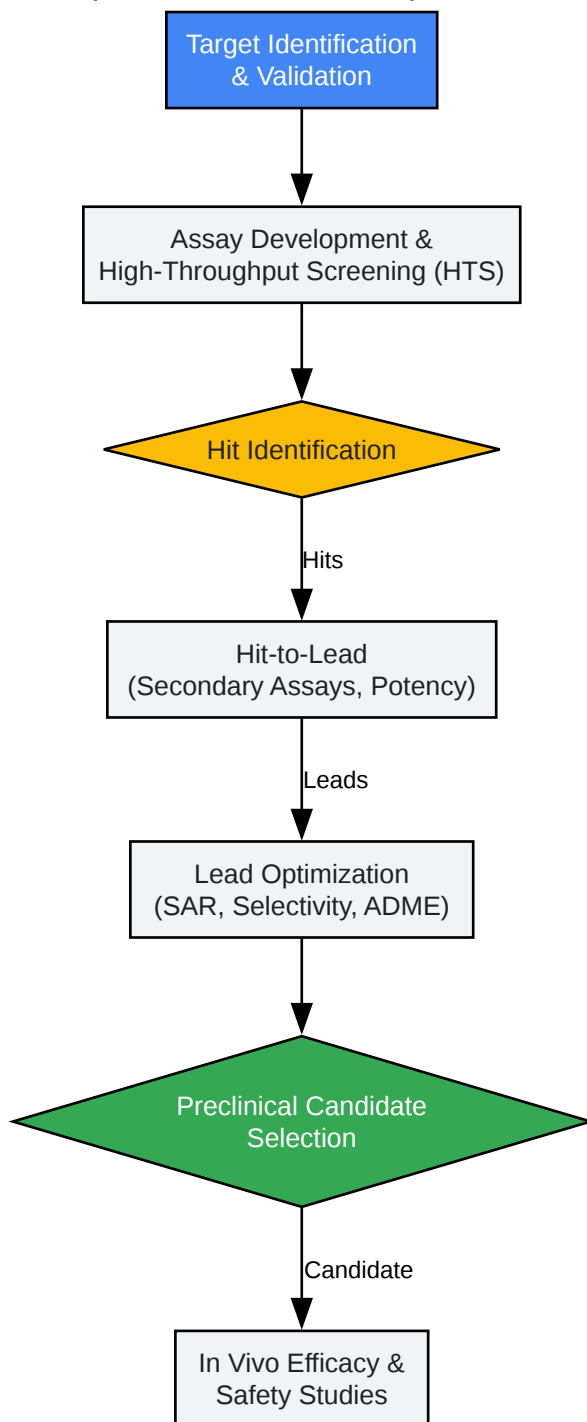 Target Identification
& Validation
Assay Development &
High-Throughput Screening (HTS)
Hit Identification
Hits
Hit-to-Lead
(Secondary Assays, Potency)
Leads
Lead Optimization
(SAR, Selectivity, ADME)
Preclinical Candidate
Selection
Candidate
In Vivo Efficacy &
Safety Studies